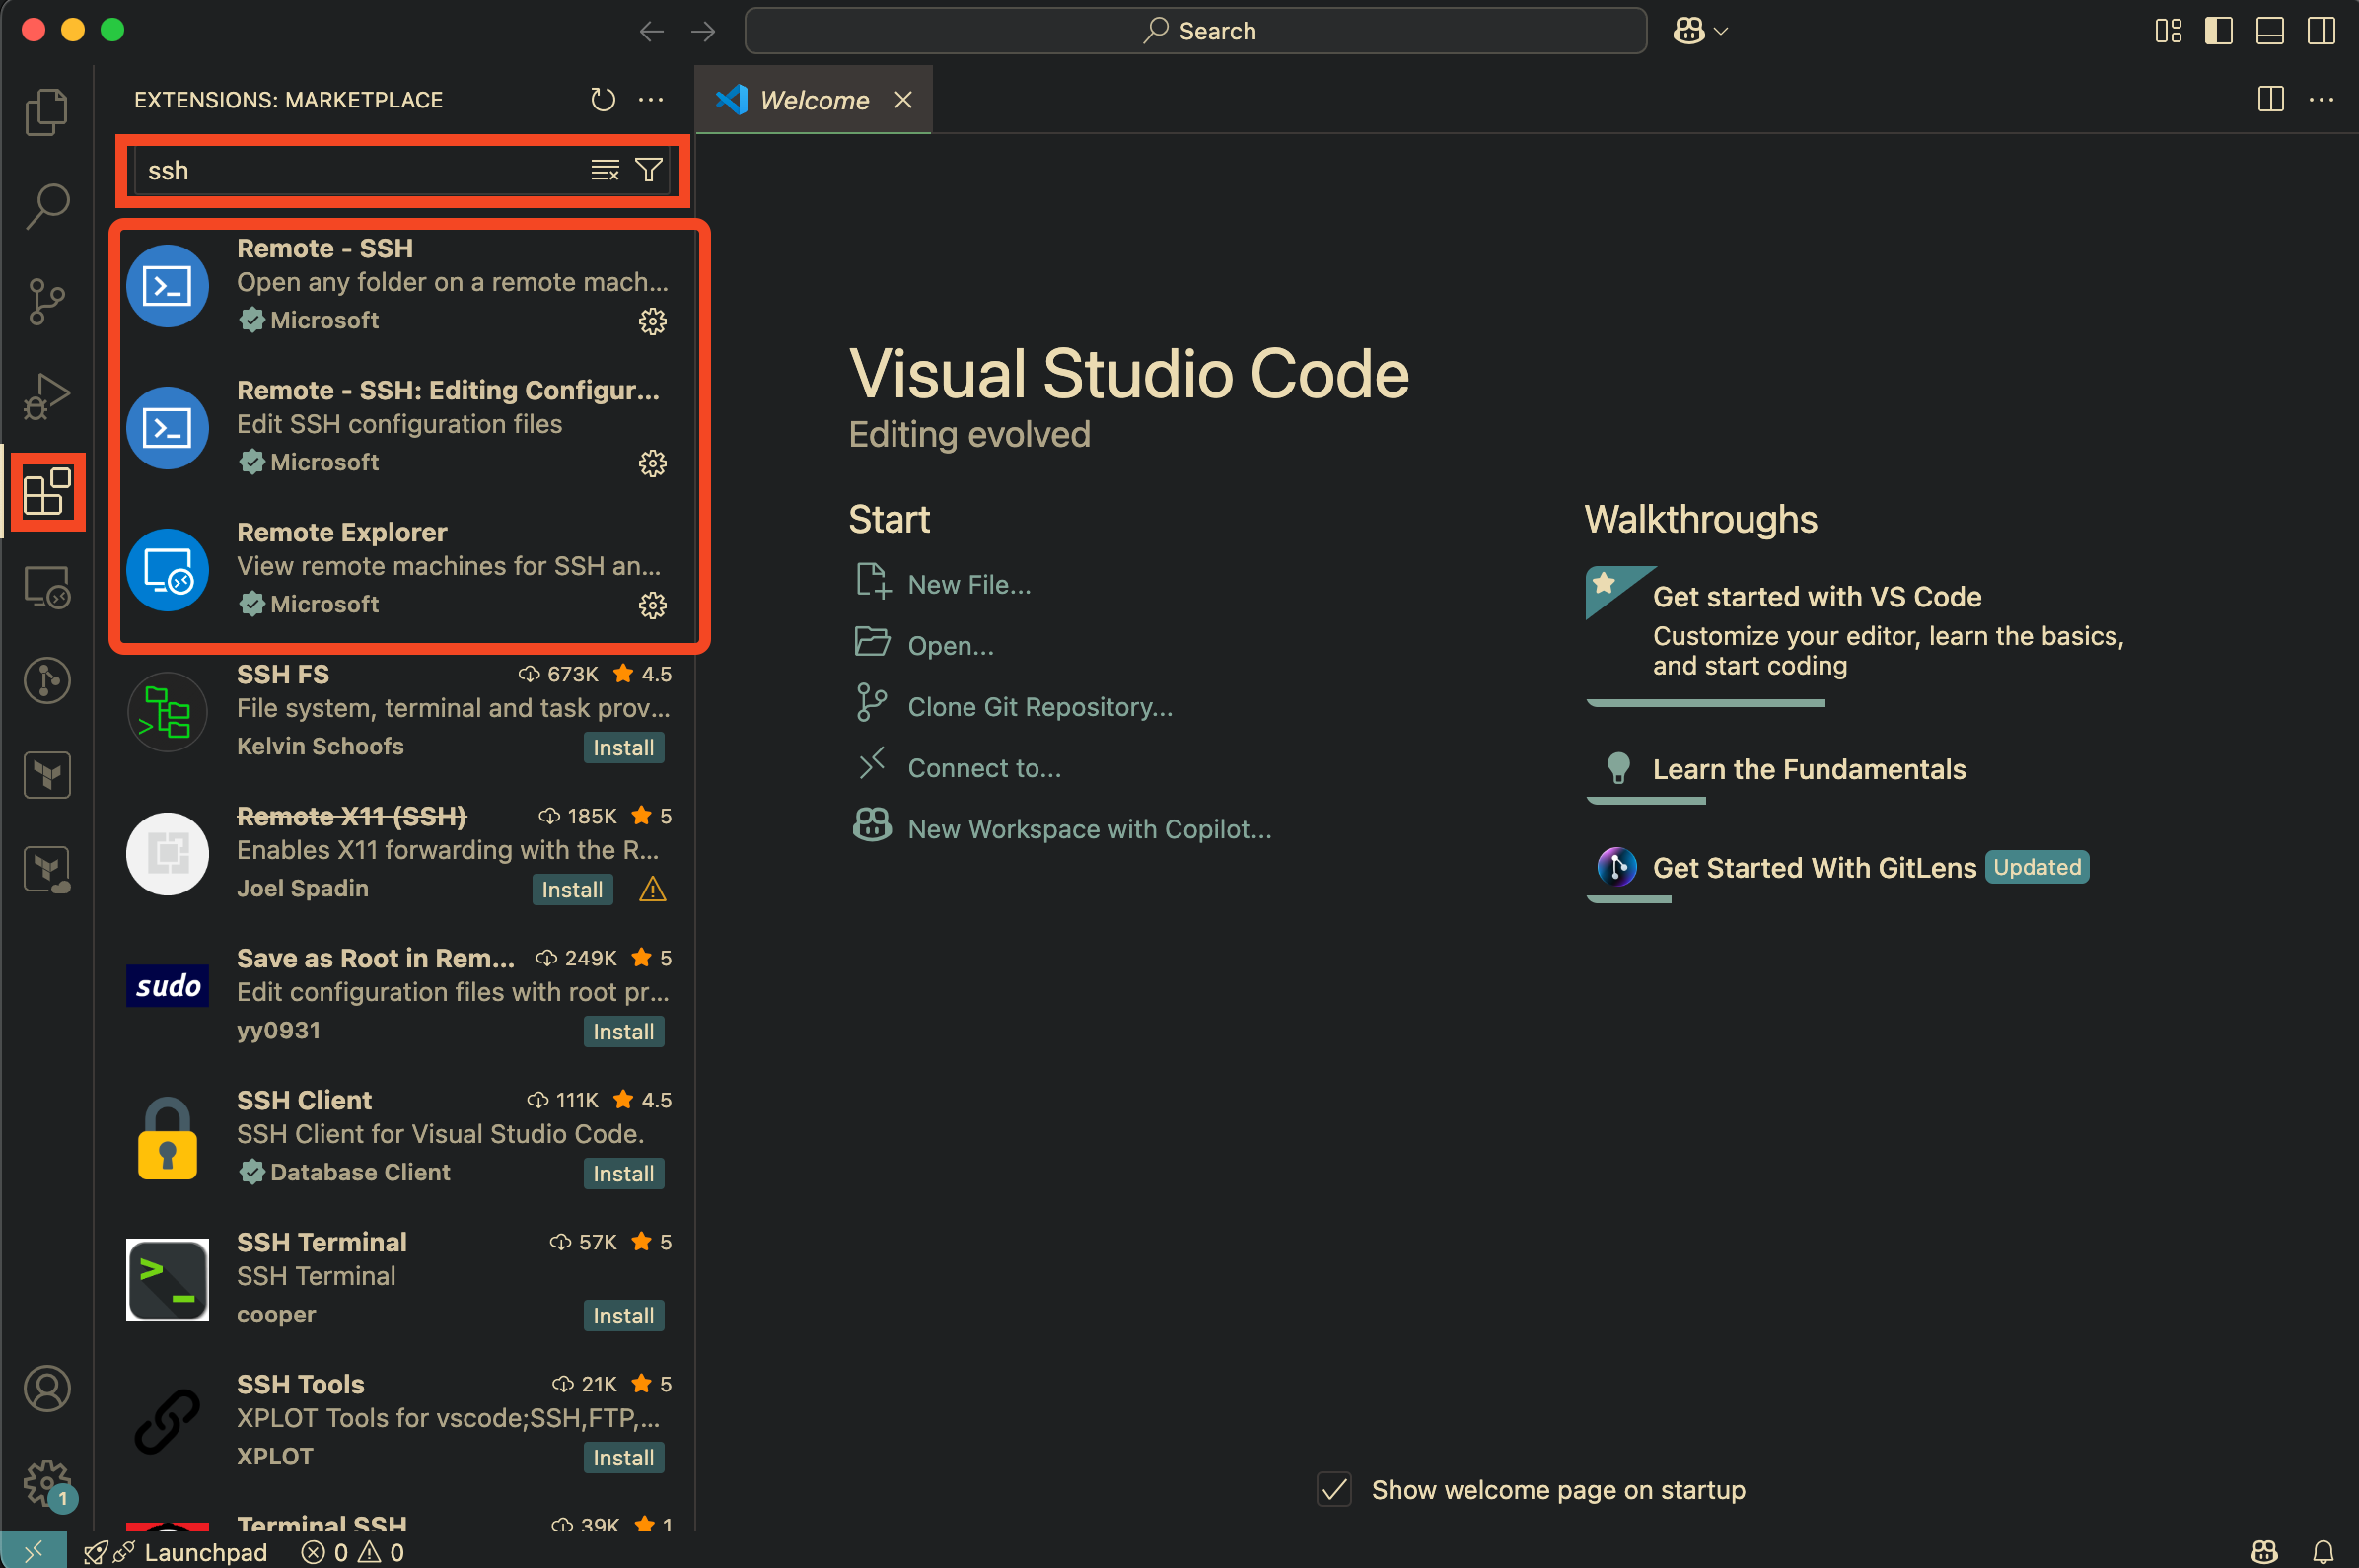 Search
EXTENSIONS: MARKETPLACE
Welcome
ssh
Remote - SSH
Open any folder on a remote mach...
Microsoft
Remote - SSH: Editing Configur...
Edit SSH configuration files
Microsoft
Remote Explorer
View remote machines for SSH an...
Microsoft
SSH FS 673K 4.5
File system, terminal and task prov...
Kelvin Schoofs Install
Remote X11 (SSH) 185K 5
Enables X11 forwarding with the R...
Joel Spadin Install
sudo
Save as Root in Rem... 249K 5
Edit configuration files with root pr...
yy0931 Install
SSH Client 111K 4.5
SSH Client for Visual Studio Code.
Database Client Install
SSH Terminal 57K 5
SSH Terminal
cooper Install
SSH Tools 21K 5
XPLOT Tools for vscode;SSH,FTP,...
XPLOT Install
Terminal SSH 39K 1
Visual Studio Code
Editing evolved
Start
New File...
Open...
Clone Git Repository...
Connect to...
New Workspace with Copilot...
Walkthroughs
Get started with VS Code
Customize your editor, learn the basics,
and start coding
Learn the Fundamentals
Get Started With GitLens Updated
Show welcome page on startup
1
Launchpad 0 0